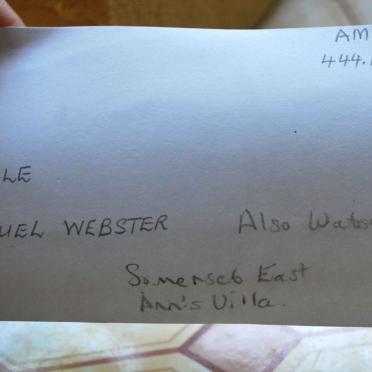 AM
444.
LE
UEL WEBSTER Also Wats
Somerset East
Ann's Villa.